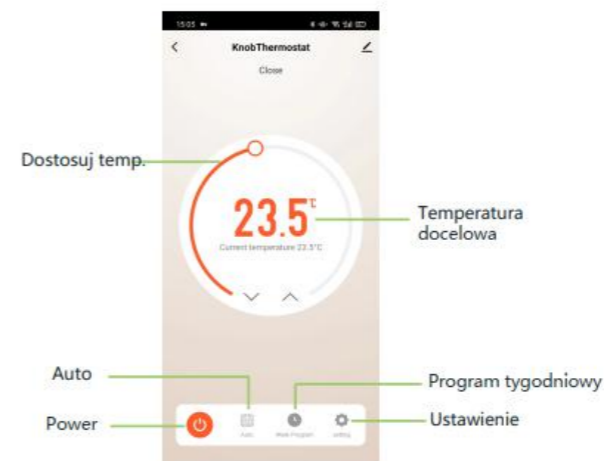 15:05
KnobThermostat
Close
Dostosuj temp.
23.5℃
Temperatura
docelowa
Current temperature 23.5°C
Auto
Program tygodniowy
Power
Ustawienie
Auto
Week Program
setting